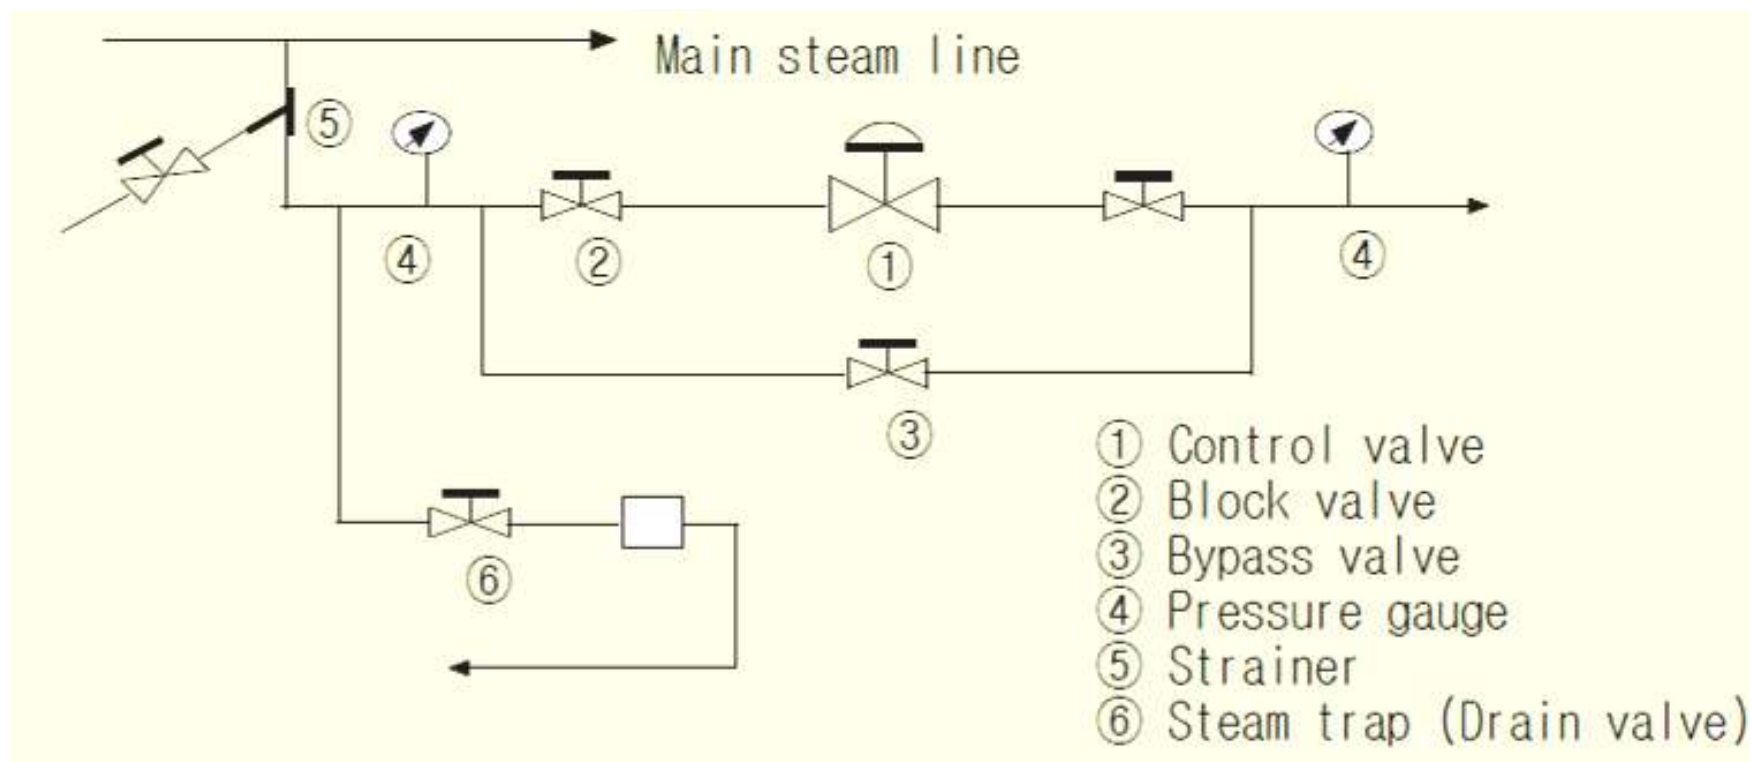 Main steam line
⑤
④
②
①
④
③
⑥
① Control valve
② Block valve
③ Bypass valve
④ Pressure gauge
⑤ Strainer
⑥ Steam trap (Drain valve)